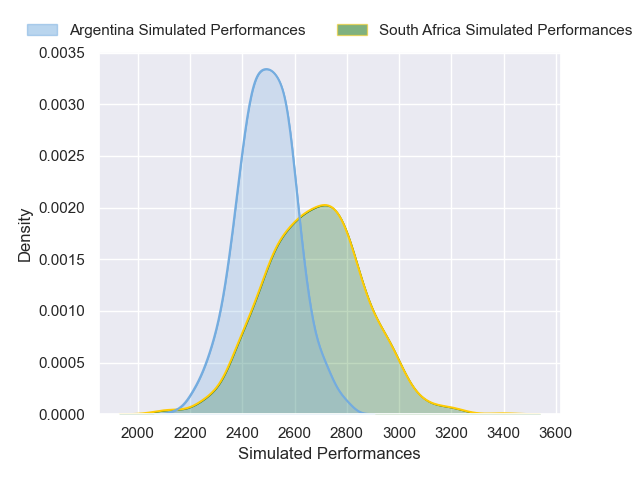 Argentina Simulated Performances South Africa Simulated Performances
0.0035
0.0030
0.0025
0.0020
0.0015
0.0010
0.0005
0.0000
Density
2000 2200 2400 2600 2800 3000 3200 3400 3600
Simulated Performances